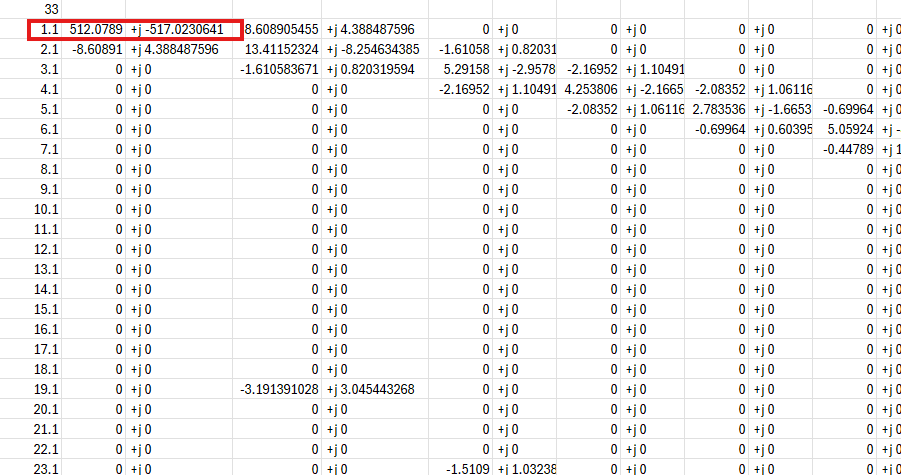 33
1.1 512.0789 +j -517.0230641 8.608905455 +j 4.388487596 0 +j 0 0 +j 0 0 +j 0 0 +j 0
2.1 -8.60891 +j 4.388487596 13.41152324 +j -8.254634385 -1.61058 +j 0.82031 0 +j 0 0 +j 0 0 +j 0
3.1 0 +j 0 -1.610583671 +j 0.820319594 5.29158 +j -2.9578 -2.16952 +j 1.10491 0 +j 0 0 +j 0
4.1 0 +j 0 0 +j 0 -2.16952 +j 1.10491 4.253806 +j -2.1665 -2.08352 +j 1.06116 0 +j 0
5.1 0 +j 0 0 +j 0 0 +j 0 -2.08352 +j 1.06116 2.783536 +j -1.6653 -0.69964 +j 0
6.1 0 +j 0 0 +j 0 0 +j 0 0 +j 0 -0.69964 +j 0.60395 5.05924 +j -
7.1 0 +j 0 0 +j 0 0 +j 0 0 +j 0 0 +j 0 -0.44789 +j 1
8.1 0 +j 0 0 +j 0 0 +j 0 0 +j 0 0 +j 0 0 +j 0
9.1 0 +j 0 0 +j 0 0 +j 0 0 +j 0 0 +j 0 0 +j 0
10.1 0 +j 0 0 +j 0 0 +j 0 0 +j 0 0 +j 0 0 +j 0
11.1 0 +j 0 0 +j 0 0 +j 0 0 +j 0 0 +j 0 0 +j 0
12.1 0 +j 0 0 +j 0 0 +j 0 0 +j 0 0 +j 0 0 +j 0
13.1 0 +j 0 0 +j 0 0 +j 0 0 +j 0 0 +j 0 0 +j 0
14.1 0 +j 0 0 +j 0 0 +j 0 0 +j 0 0 +j 0 0 +j 0
15.1 0 +j 0 0 +j 0 0 +j 0 0 +j 0 0 +j 0 0 +j 0
16.1 0 +j 0 0 +j 0 0 +j 0 0 +j 0 0 +j 0 0 +j 0
17.1 0 +j 0 0 +j 0 0 +j 0 0 +j 0 0 +j 0 0 +j 0
18.1 0 +j 0 0 +j 0 0 +j 0 0 +j 0 0 +j 0 0 +j 0
19.1 0 +j 0 -3.191391028 +j 3.045443268 0 +j 0 0 +j 0 0 +j 0 0 +j 0
20.1 0 +j 0 0 +j 0 0 +j 0 0 +j 0 0 +j 0 0 +j 0
21.1 0 +j 0 0 +j 0 0 +j 0 0 +j 0 0 +j 0 0 +j 0
22.1 0 +j 0 0 +j 0 0 +j 0 0 +j 0 0 +j 0 0 +j 0
23.1 0 +j 0 0 +j 0 -1.5109 +j 1.03238 0 +j 0 0 +j 0 0 +j 0